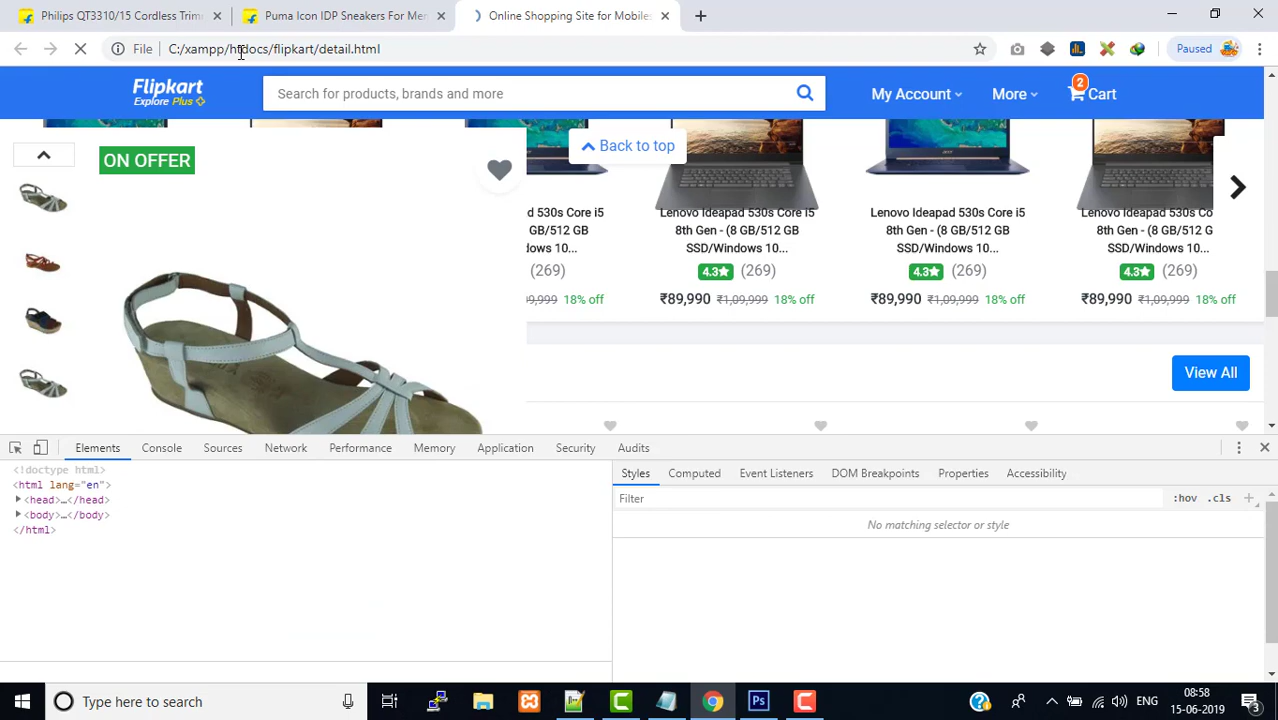 Philips QT3310/15 Cordless Trimm
Puma Icon IDP Sneakers For Men
Online Shopping Site for Mobiles
File C:/xampp/htdocs/flipkart/detail.html
Paused
Flipkart
Explore Plus
Search for products, brands and more
My Account
More
2
Cart
ON OFFER
Back to top
d 530s Core i5
GB/512 GB
dows 10...
(269)
99,999 18% off
Lenovo Ideapad 530s Core i5
8th Gen - (8 GB/512 GB
SSD/Windows 10...
4.3★ (269)
₹89,990 ₹1,09,999 18% off
Lenovo Ideapad 530s Core i5
8th Gen - (8 GB/512 GB
SSD/Windows 10...
4.3★ (269)
₹89,990 ₹1,09,999 18% off
Lenovo Ideapad 530s Co
8th Gen - (8 GB/512 G
SSD/Windows 10...
4.3★ (269)
₹89,990 ₹1,09,999 18% off
View All
Elements Console Sources Network Performance Memory Application Security Audits
<!doctype html>
<html lang="en">
<head>…</head>
<body>…</body>
</html>
Styles Computed Event Listeners DOM Breakpoints Properties Accessibility
Filter
:hov .cls +
No matching selector or style
Type here to search
ENG
08:58
15-06-2019
3